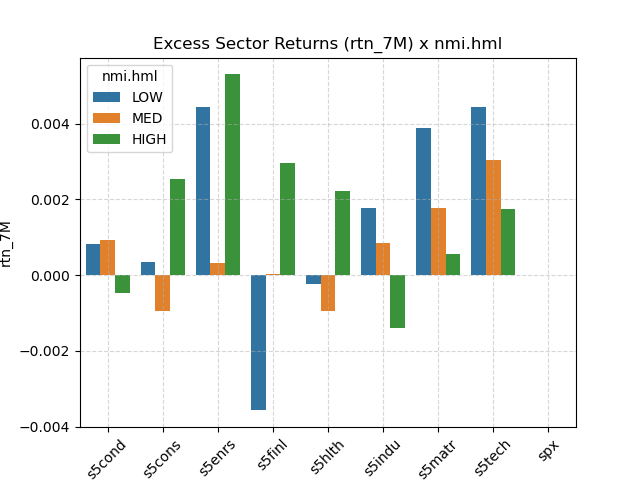 Excess Sector Returns (rtn_7M) x nmi.hml
nmi.hml
LOW
MED
HIGH
rtn_7M
0.004
0.002
0.000
−0.002
−0.004
s5cond
s5cons
s5enrs
s5finl
s5hlth
s5indu
s5matr
s5tech
spx